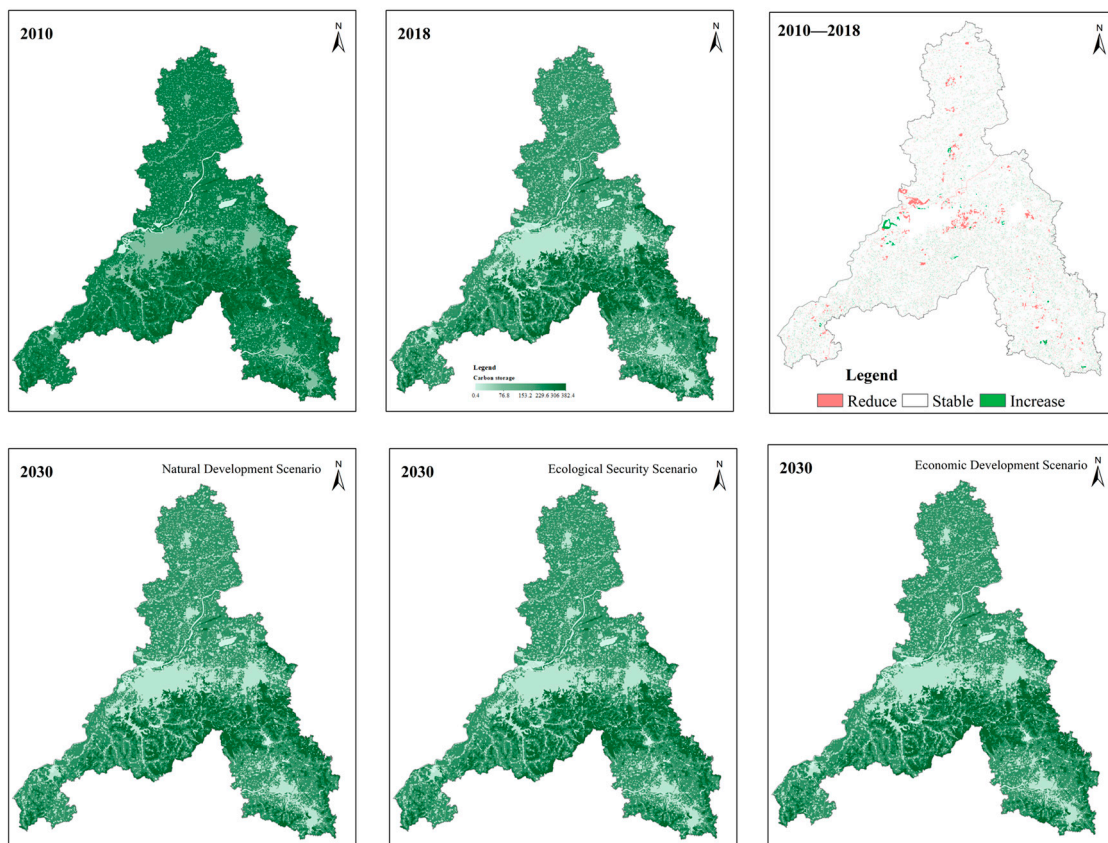 2010
N
2018
N
Legend
Carbon storage
0.4 76.8 153.2 229.6 306 382.4
2010—2018
N
Legend
Reduce Stable Increase
2030 Natural Development Scenario
N
2030 Ecological Security Scenario
N
2030 Economic Development Scenario
N